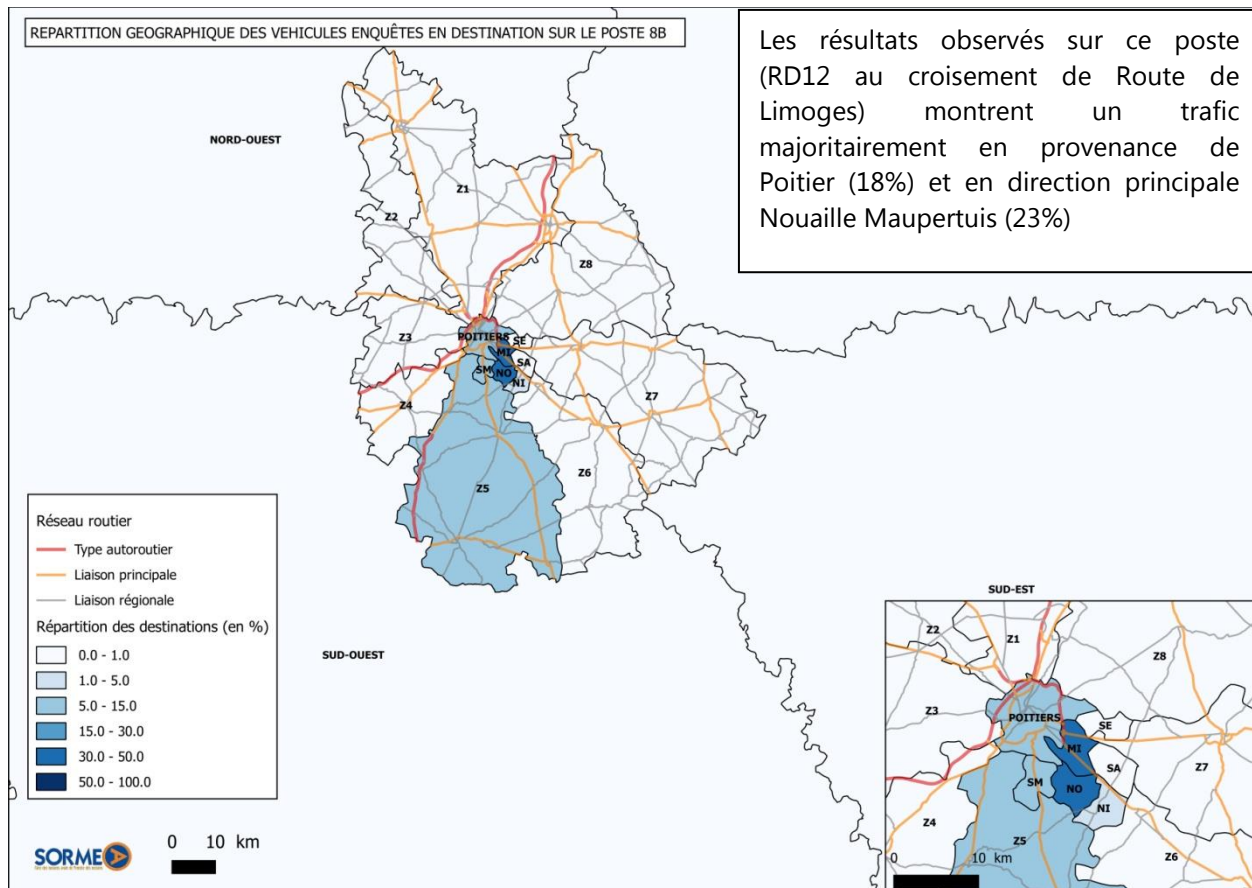 REPARTITION GEOGRAPHIQUE DES VEHICULES ENQUÊTES EN DESTINATION SUR LE POSTE 8B
Les résultats observés sur ce poste
(RD12 au croisement de Route de
Limoges) montrent un trafic
majoritairement en provenance de
Poitier (18%) et en direction principale
Nouaille Maupertuis (23%)
NORD-OUEST
Z1
Z2
Z8
Z3
POITIERS
SE
MI
SA
SM
NO
NI
Z4
Z7
Z6
Z5
SUD-OUEST
SUD-EST
Réseau routier
Type autoroutier
Liaison principale
Liaison régionale
Répartition des destinations (en %)
0.0 - 1.0
1.0 - 5.0
5.0 - 15.0
15.0 - 30.0
30.0 - 50.0
50.0 - 100.0
SORMEA
0 10 km
Z2
Z1
Z8
Z3
POITIERS
SE
MI
SA
Z7
SM
NO
NI
Z4
Z5
Z6
0 10 km